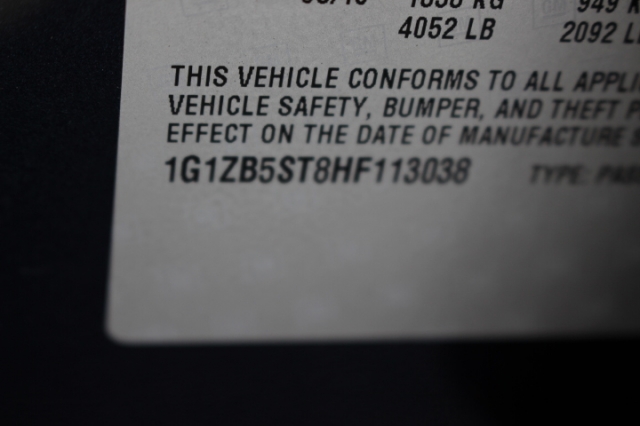 KG
4052 LB 2092
THIS VEHICLE CONFORMS TO ALL
VEHICLE SAFETY, BUMPER, AND THEFT
EFFECT ON THE DATE OF MANUFACTURE
1G1ZB5ST8HF113038 TYPE: